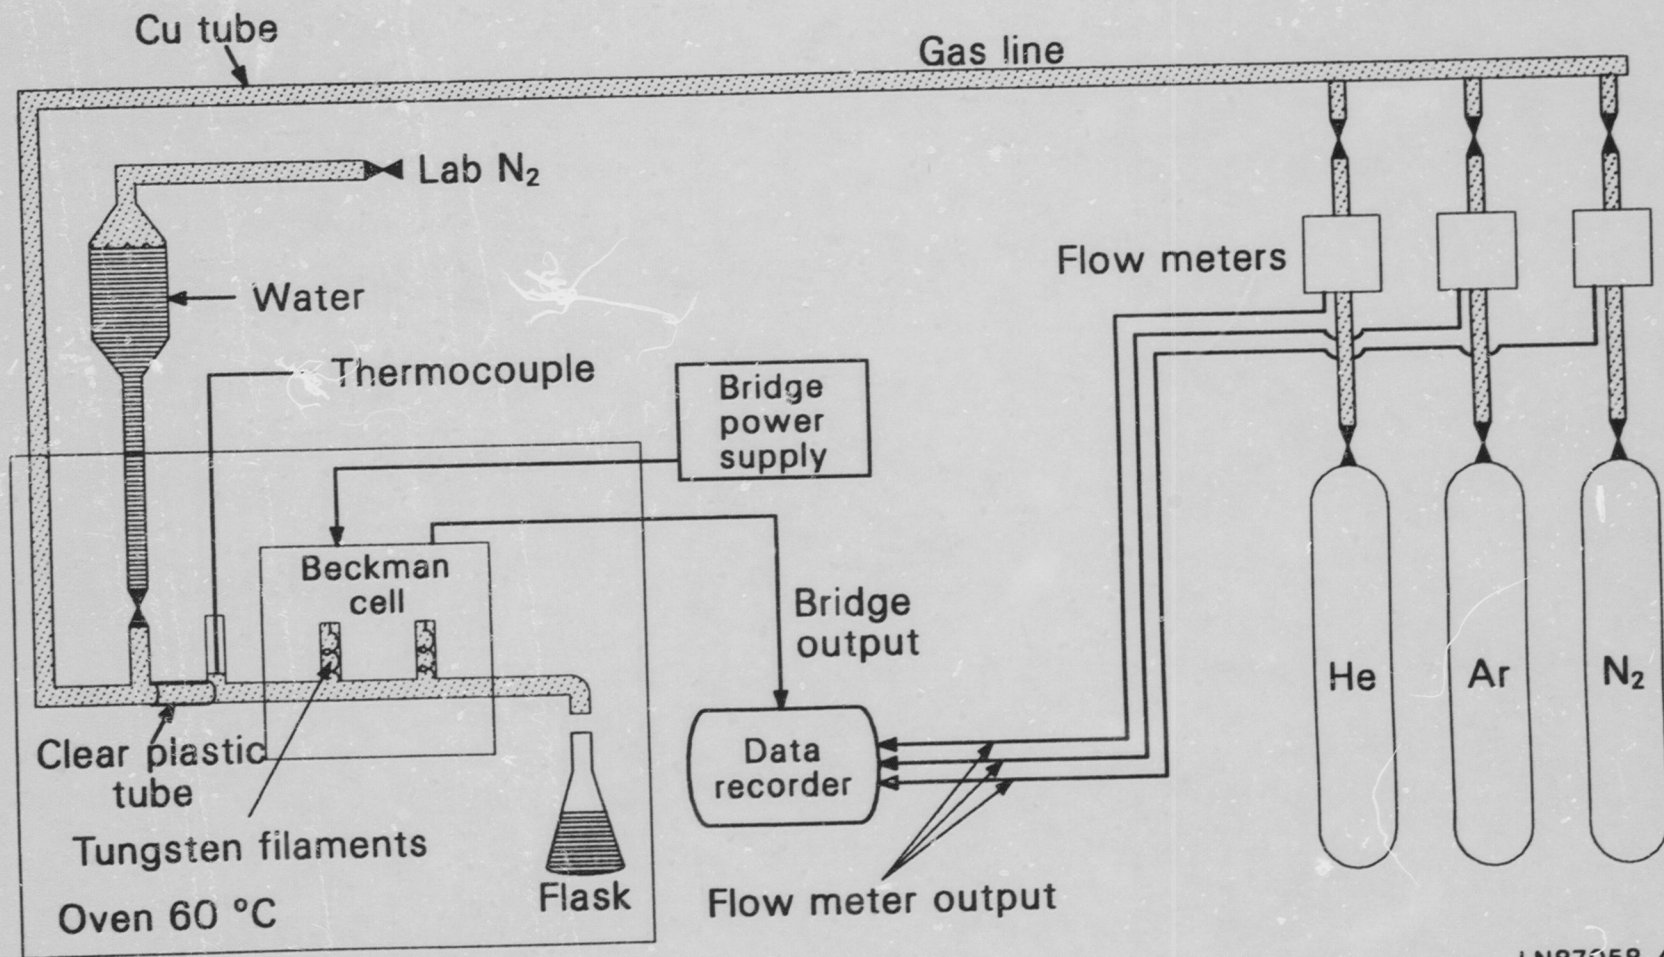 Cu tube
Gas line
Lab N₂
Water
Flow meters
Thermocouple
Bridge
power
supply
Beckman
cell
Bridge
output
He
Ar
N₂
Clear plastic
tube
Data
recorder
Tungsten filaments
Flask
Flow meter output
Oven 60 °C